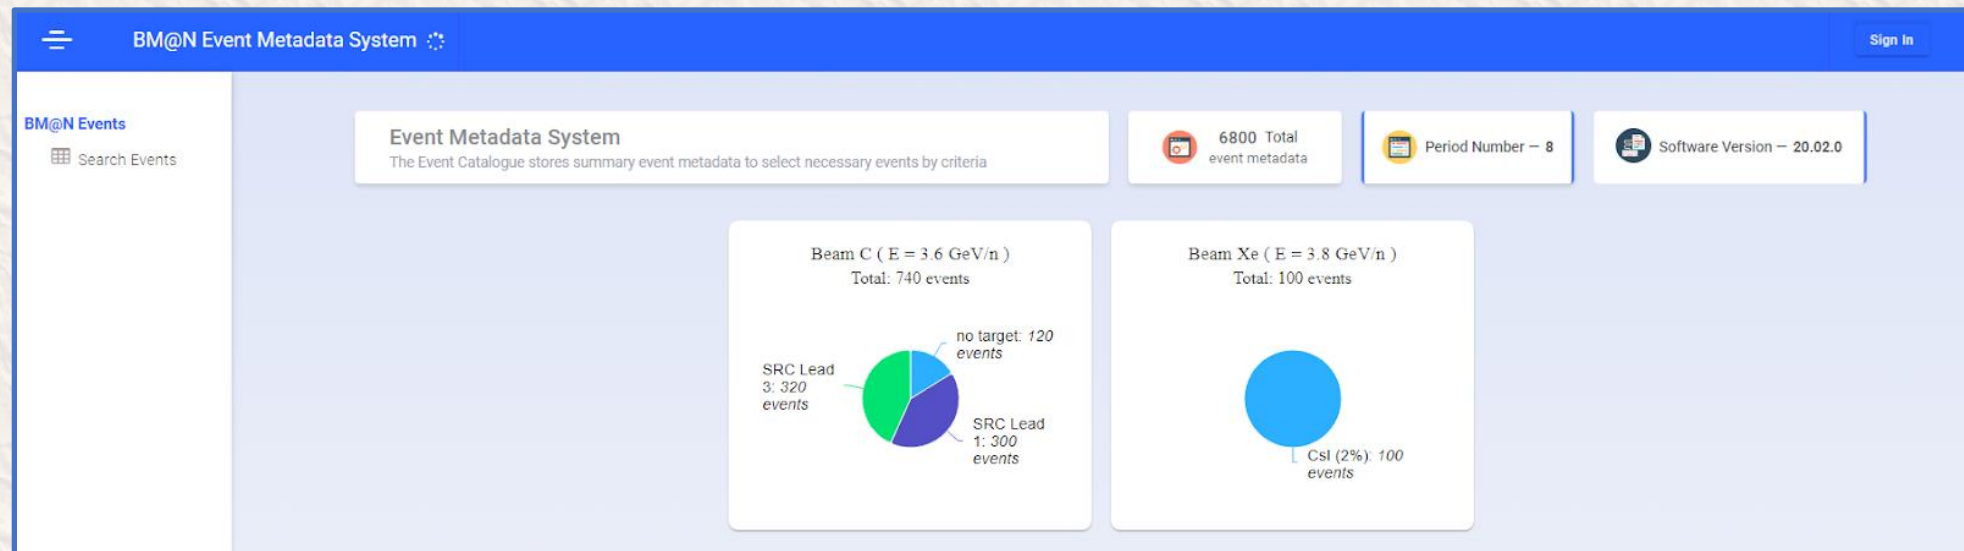 BM@N Event Metadata System
Sign In
BM@N Events
Search Events
Event Metadata System
The Event Catalogue stores summary event metadata to select necessary events by criteria
6800 Total
event metadata
Period Number – 8
Software Version – 20.02.0
Beam C ( E = 3.6 GeV/n )
Total: 740 events
no target: 120
events
SRC Lead
3: 320
events
SRC Lead
1: 300
events
Beam Xe ( E = 3.8 GeV/n )
Total: 100 events
CsI (2%): 100
events